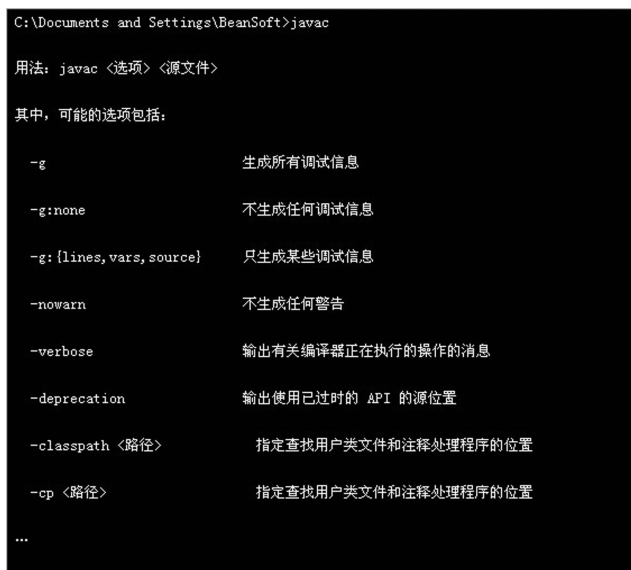 C:\Documents and Settings\BeanSoft>javac
用法: javac <选项> <源文件>
其中，可能的选项包括:
-g 生成所有调试信息
-g:none 不生成任何调试信息
-g:{lines,vars,source} 只生成某些调试信息
-nowarn 不生成任何警告
-verbose 输出有关编译器正在执行的操作的消息
-deprecation 输出使用已过时的 API 的源位置
-classpath <路径> 指定查找用户类文件和注释处理程序的位置
-cp <路径> 指定查找用户类文件和注释处理程序的位置
...